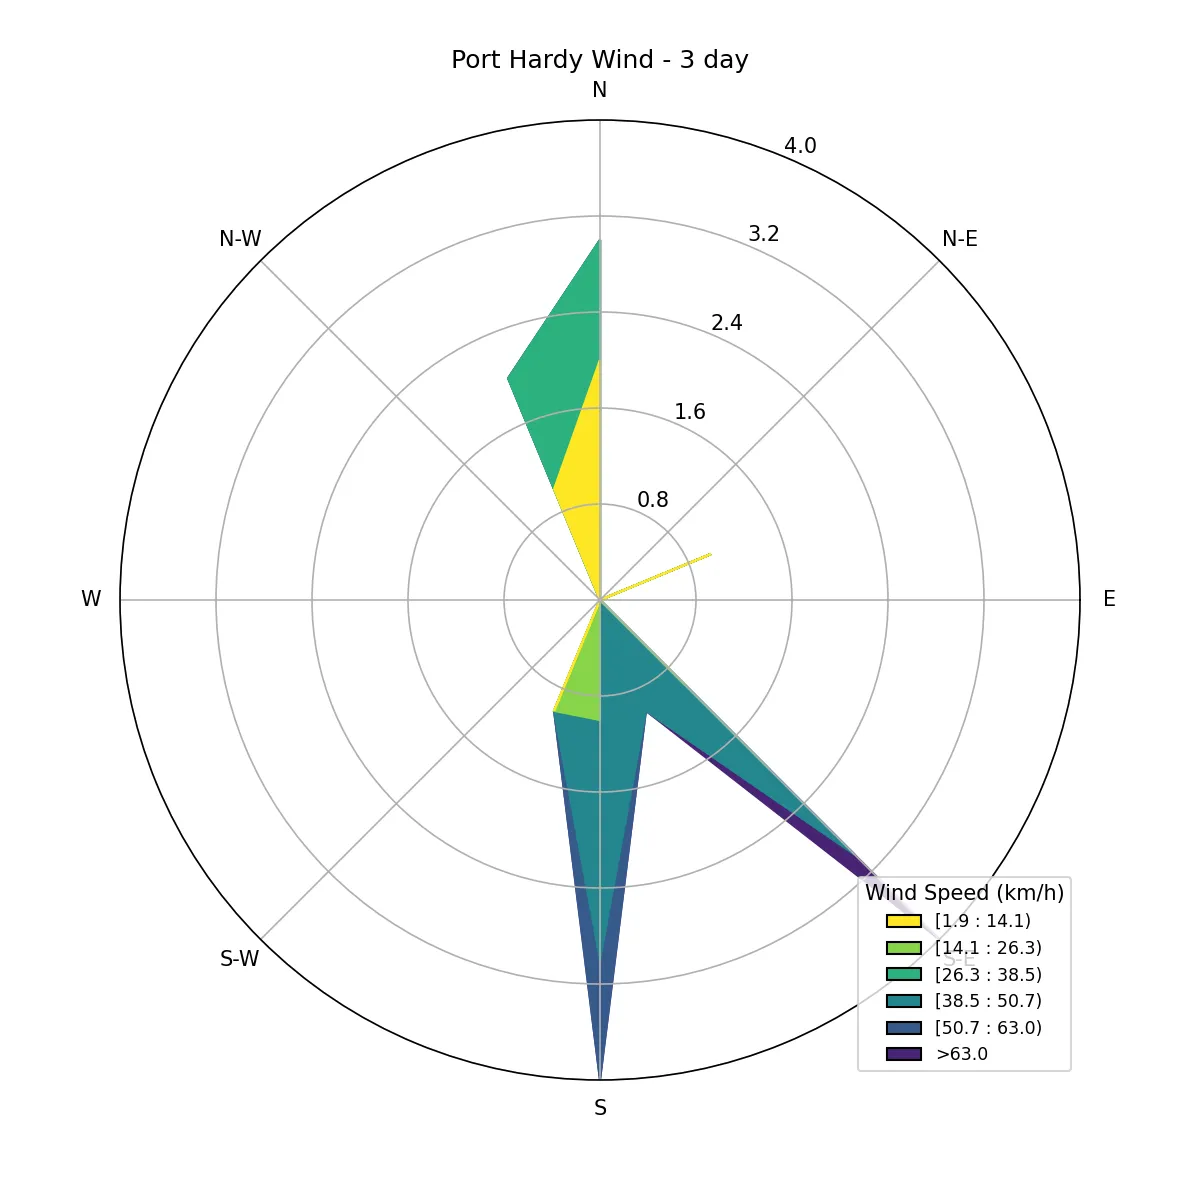 Port Hardy Wind - 3 day
N
4.0
N-W
3.2
N-E
2.4
1.6
0.8
W
E
Wind Speed (km/h)
[1.9 : 14.1)
[14.1 : 26.3)
S-W
S-E
[26.3 : 38.5)
[38.5 : 50.7)
[50.7 : 63.0)
>63.0
S